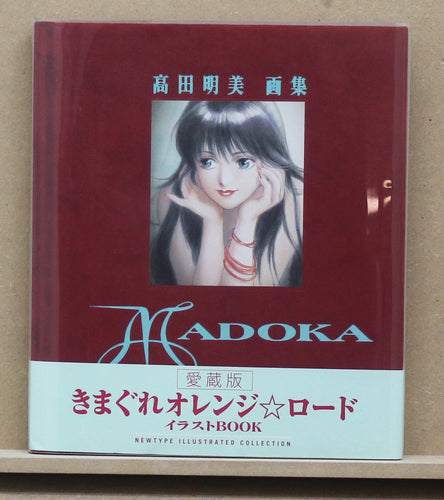 高田明美 画集
MADOKA
愛蔵版
きまぐれオレンジ☆ロード
イラストBOOK
NEWTYPE ILLUSTRATED COLLECTION